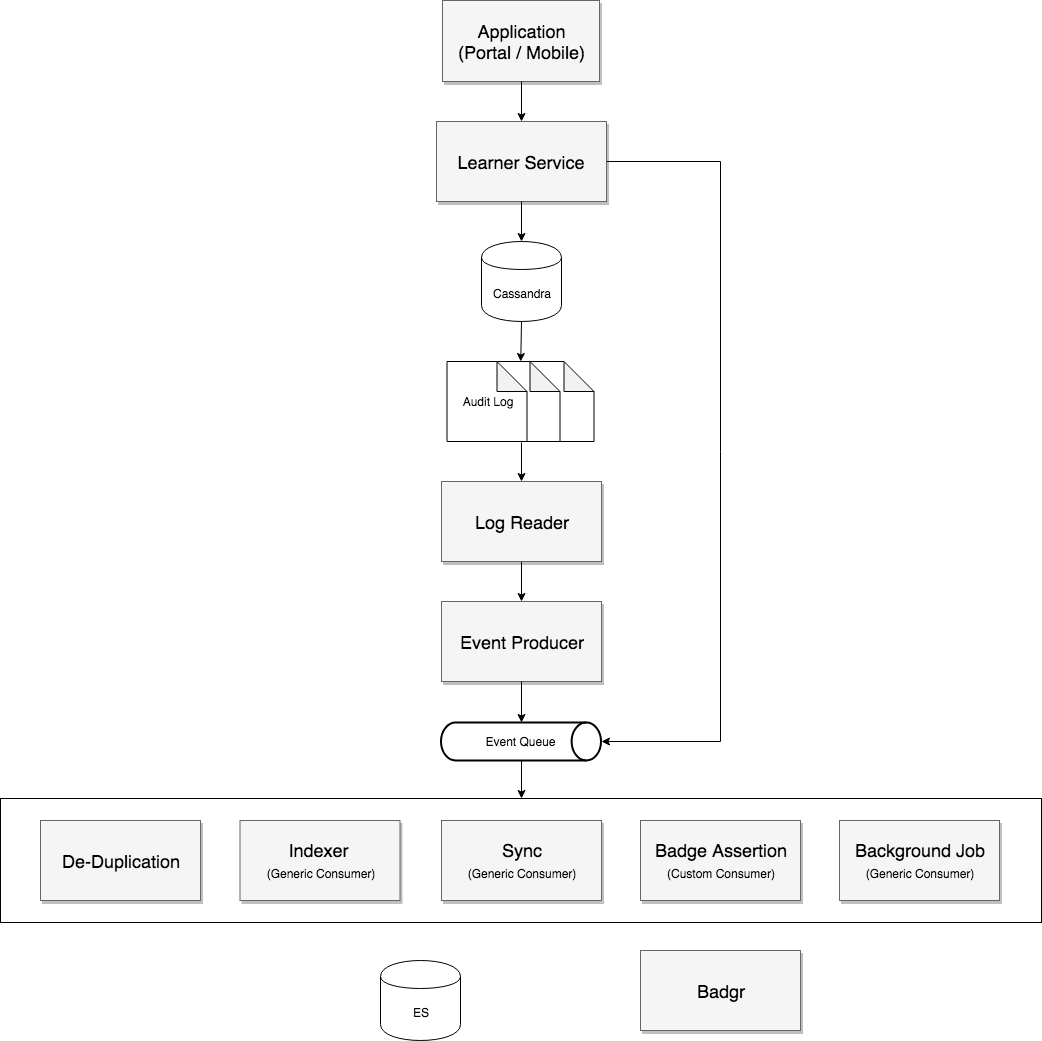 Application
(Portal / Mobile)
Learner Service
Cassandra
Audit Log
Log Reader
Event Producer
Event Queue
De-Duplication
Indexer
(Generic Consumer)
Sync
(Generic Consumer)
Badge Assertion
(Custom Consumer)
Background Job
(Generic Consumer)
ES
Badgr